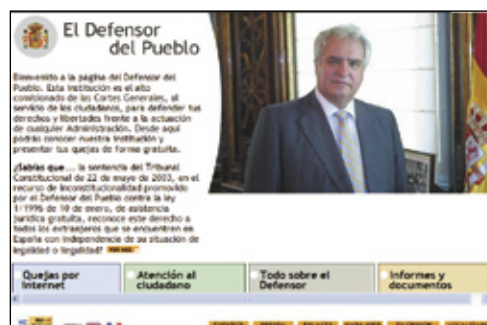 El Defensor
del Pueblo
Bienvenido a la pagina del Defensor del
Pueblo. Esta Institución es el alto
comisionado de las Cortes Generales, al
servicio de los ciudadanos, para defender tus
derechos y libertades frente a la actuación
de cualquier Administración. Desde aqui
podrás conocer nuestra Institución y
presentar tus quejas de forma gratuita.
¿Sabías que... la sentencia del Tribunal
Constitucional de 22 de mayo de 2003, en el
recurso de Inconstitucionalidad promovido
por el Defensor del Pueblo contra la ley
1/1996 de 10 de enero, de asistencia
jurídica gratuita, reconoce este derecho a
todos los extranjeros que se encuentren en
España con independencia de su situación de
legalidad o ilegalidad?
Quejas por
Internet
Atención al
ciudadano
Todo sobre el
Defensor
Informes y
documentos